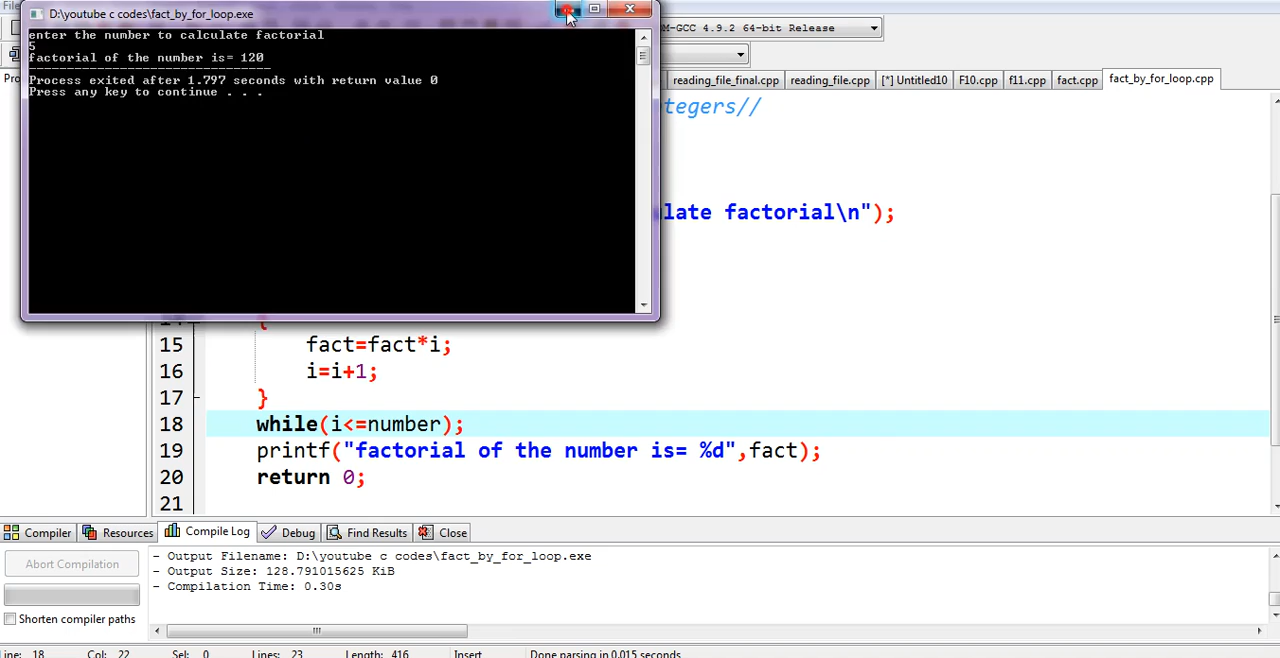 D:\youtube c codes\fact_by_for_loop.exe
enter the number to calculate factorial
5
factorial of the number is= 120
--------------------------------
Process exited after 1.797 seconds with return value 0
Press any key to continue . . .
M-GCC 4.9.2 64-bit Release
reading_file_final.cpp reading_file.cpp [*] Untitled10 F10.cpp f11.cpp fact.cpp fact_by_for_loop.cpp
tegers//
late factorial\n");
14 {
15 fact=fact*i;
16 i=i+1;
17 }
18 while(i<=number);
19 printf("factorial of the number is= %d",fact);
20 return 0;
21
Compiler Resources Compile Log Debug Find Results Close
Abort Compilation
Shorten compiler paths
- Output Filename: D:\youtube c codes\fact_by_for_loop.exe
- Output Size: 128.791015625 KiB
- Compilation Time: 0.30s
Line: 18 Col: 22 Sel: 0 Lines: 23 Length: 416 Insert Done parsing in 0.015 seconds